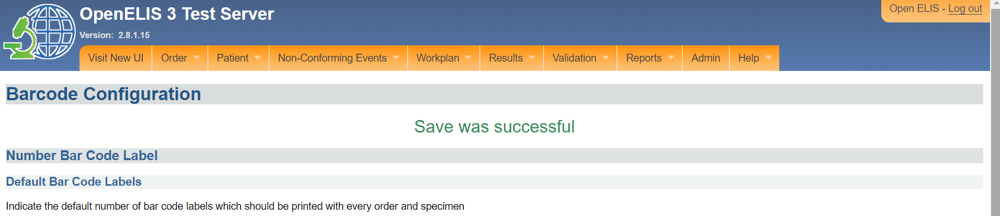 OpenELIS 3 Test Server
Open ELIS - Log out
Version: 2.8.1.15
Visit New UI Order Patient Non-Conforming Events Workplan Results Validation Reports Admin Help
Barcode Configuration
Save was successful
Number Bar Code Label
Default Bar Code Labels
Indicate the default number of bar code labels which should be printed with every order and specimen